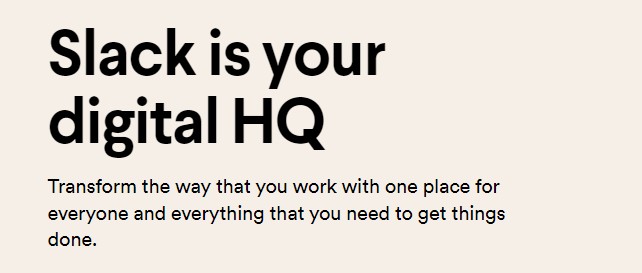 Slack is your
digital HQ
Transform the way that you work with one place for
everyone and everything that you need to get things
done.